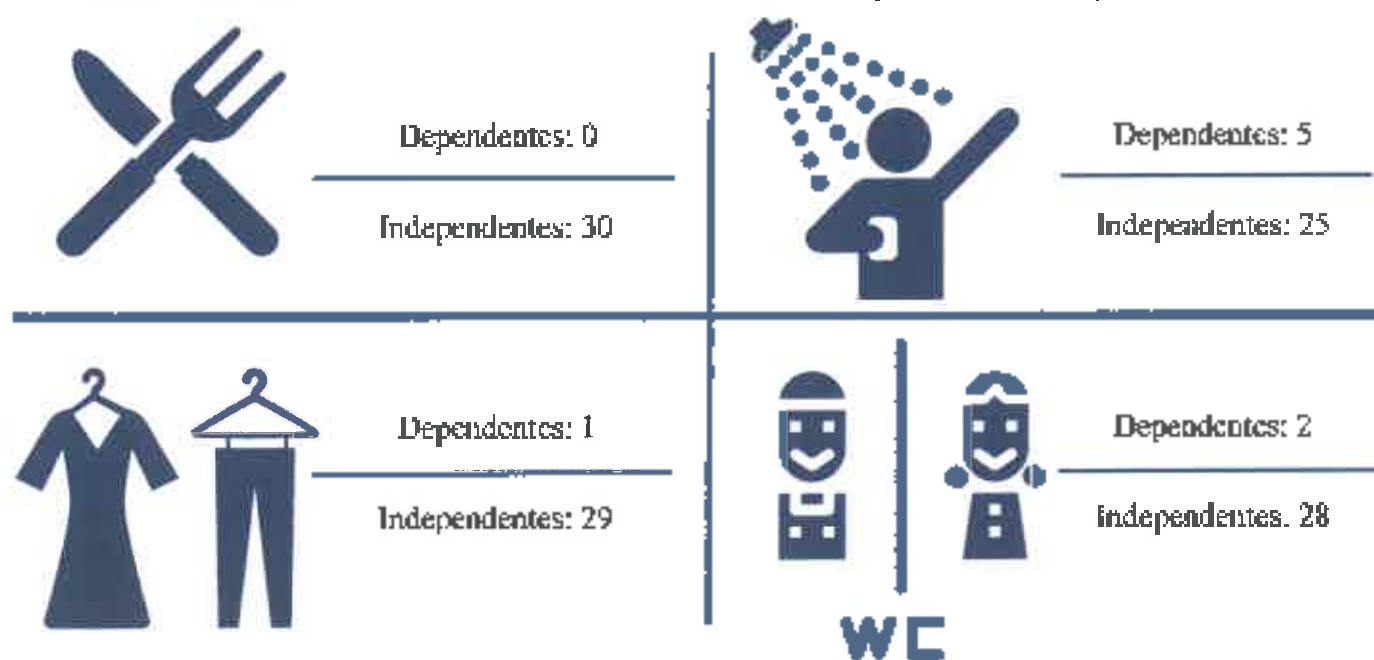 Dependentes: 0
Independentes: 30
Dependentes: 5
Independentes: 25
Dependentes: 1
Independentes: 29
Dependentes: 2
Independentes. 28
WC